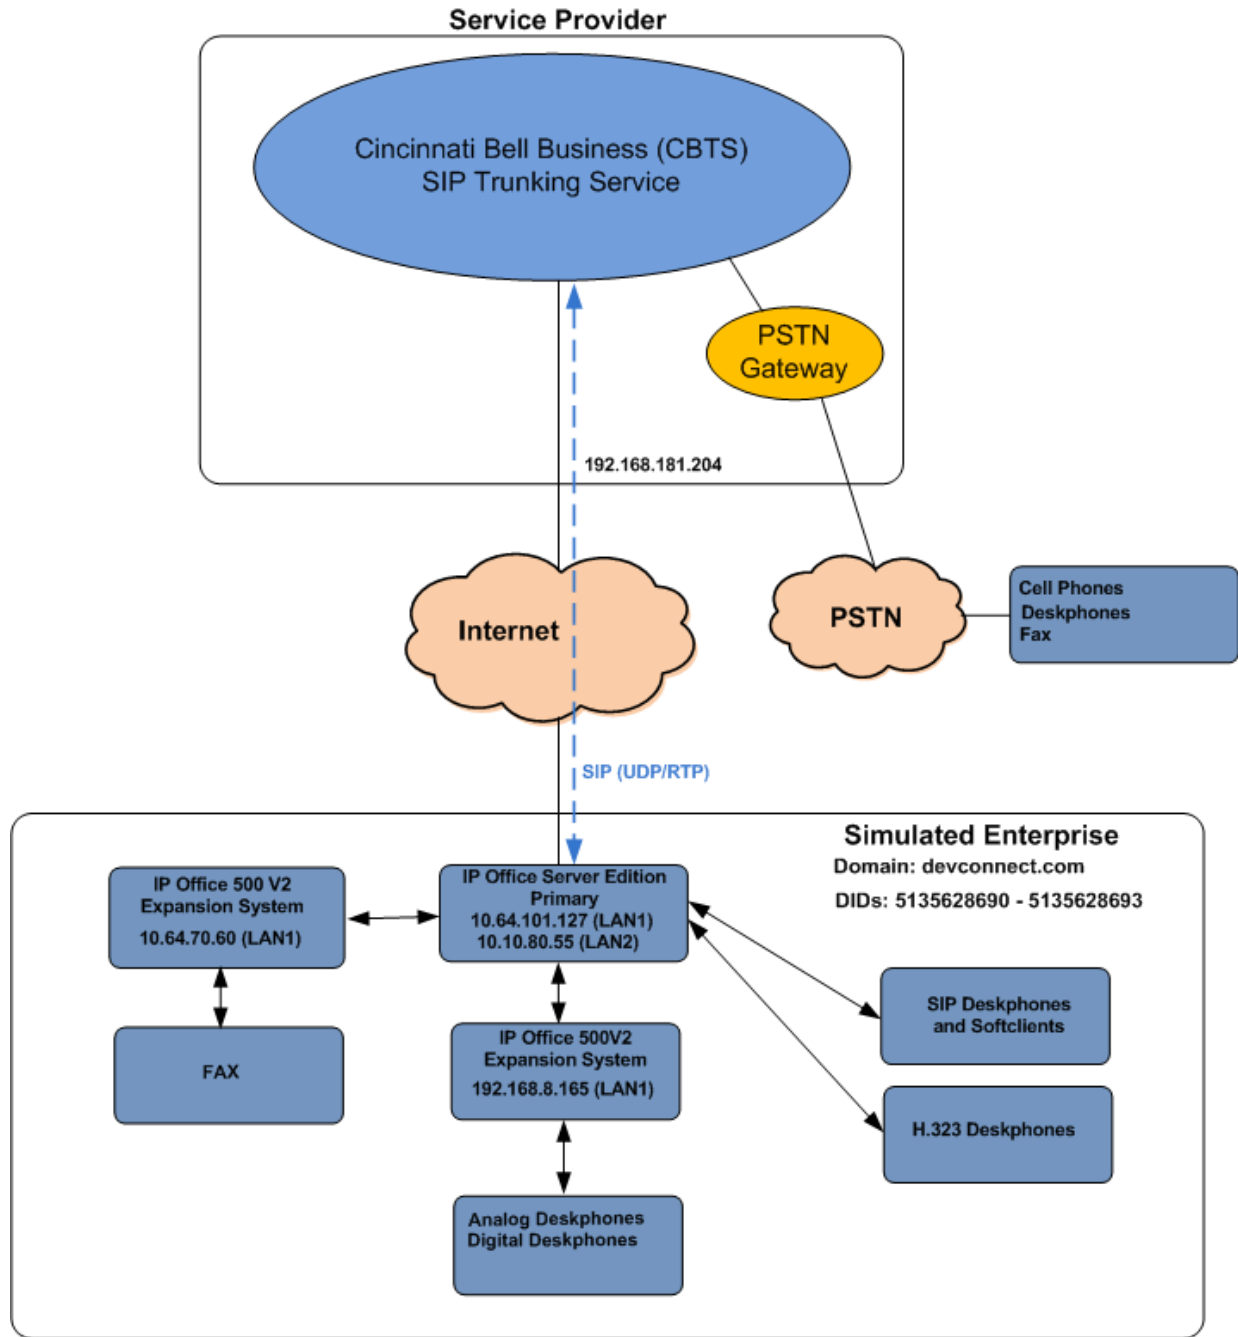 Service Provider
Cincinnati Bell Business (CBTS)
SIP Trunking Service
PSTN
Gateway
192.168.181.204
Internet
PSTN
Cell Phones
Deskphones
Fax
SIP (UDP/RTP)
Simulated Enterprise
Domain: devconnect.com
DIDs: 5135628690 - 5135628693
IP Office 500 V2
Expansion System
10.64.70.60 (LAN1)
IP Office Server Edition
Primary
10.64.101.127 (LAN1)
10.10.80.55 (LAN2)
SIP Deskphones
and Softclients
FAX
IP Office 500V2
Expansion System
192.168.8.165 (LAN1)
H.323 Deskphones
Analog Deskphones
Digital Deskphones